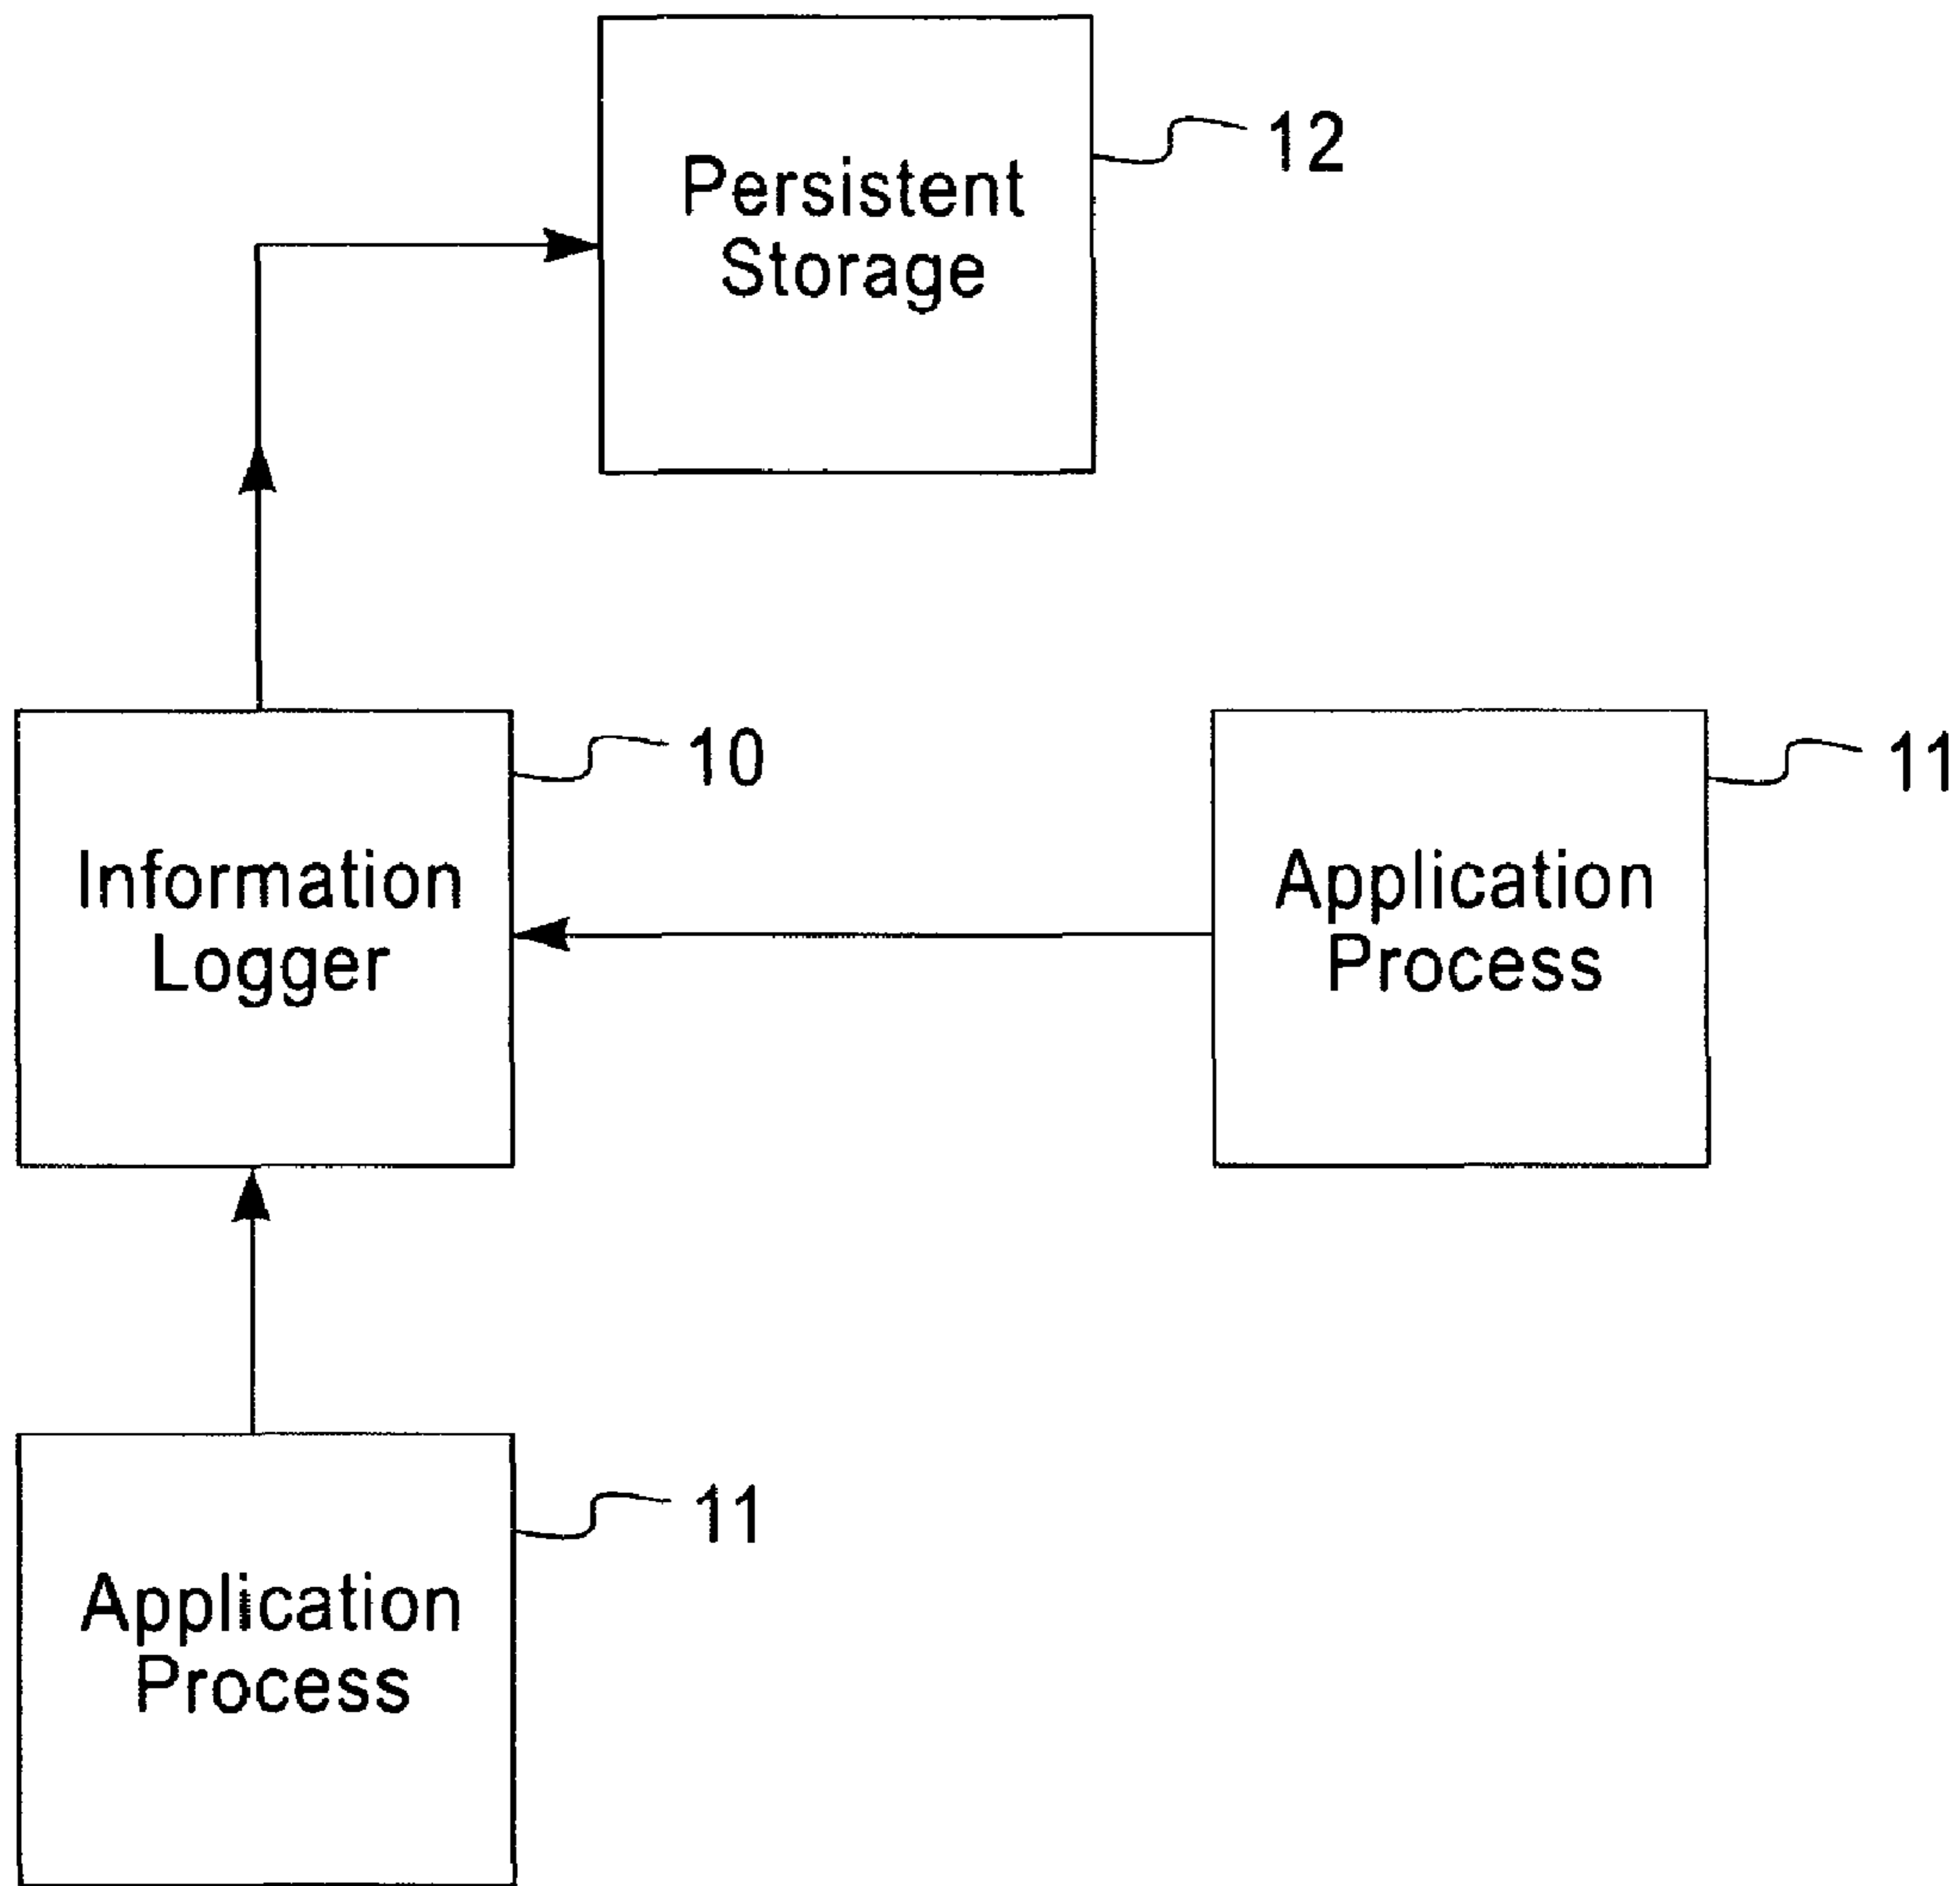 Persistent
Storage
12
Information
Logger
10
Application
Process
11
Application
Process
11